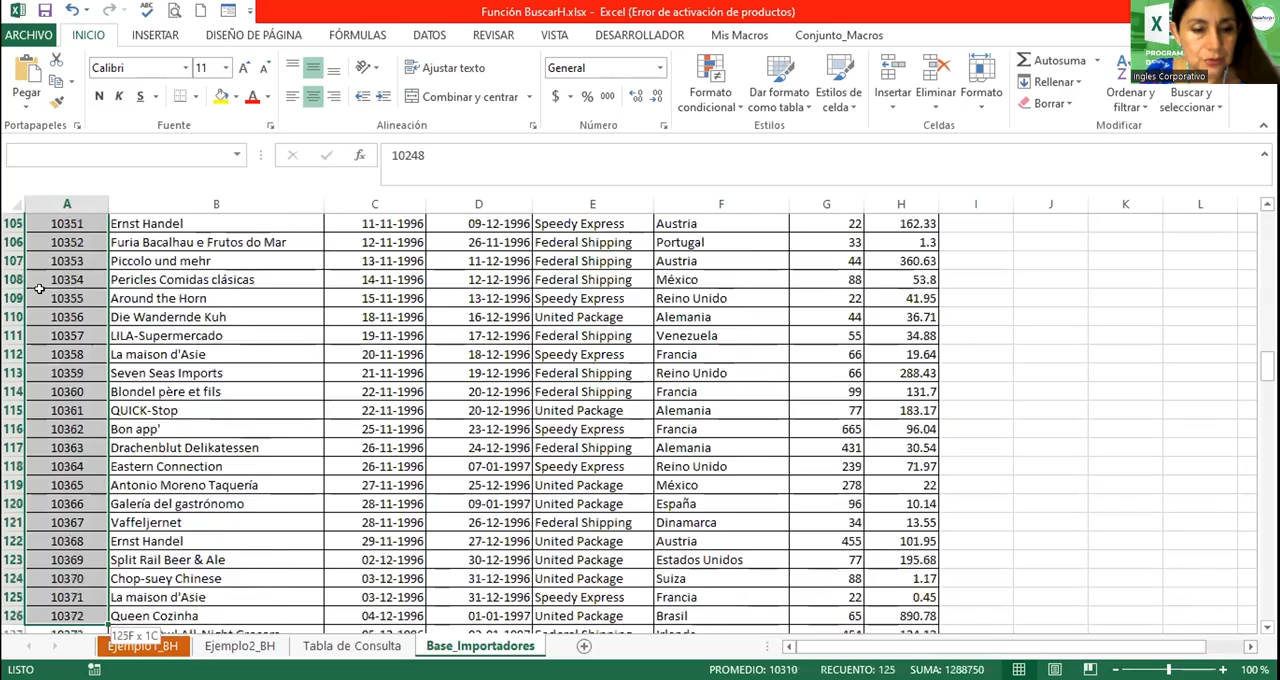 Función BuscarH.xlsx - Excel (Error de activación de productos)
ARCHIVO INICIO INSERTAR DISEÑO DE PÁGINA FÓRMULAS DATOS REVISAR VISTA DESARROLLADOR Mis Macros Conjunto_Macros
Ingles Corporativo
Pegar
Calibri 11
N K S
Ajustar texto
Combinar y centrar
General
$ % 000
Formato condicional
Dar formato como tabla
Estilos de celda
Insertar Eliminar Formato
Autosuma
Rellenar
Borrar
Ordenar y filtrar
Buscar y seleccionar
Portapapeles Fuente Alineación Número Estilos Celdas Modificar
fx 10248
A B C D E F G H I J K L
105 10351 Ernst Handel 11-11-1996 09-12-1996 Speedy Express Austria 22 162.33
106 10352 Furia Bacalhau e Frutos do Mar 12-11-1996 26-11-1996 Federal Shipping Portugal 33 1.3
107 10353 Piccolo und mehr 13-11-1996 11-12-1996 Federal Shipping Austria 44 360.63
108 10354 Pericles Comidas clásicas 14-11-1996 12-12-1996 Federal Shipping México 88 53.8
109 10355 Around the Horn 15-11-1996 13-12-1996 Speedy Express Reino Unido 22 41.95
110 10356 Die Wandernde Kuh 18-11-1996 16-12-1996 United Package Alemania 44 36.71
111 10357 LILA-Supermercado 19-11-1996 17-12-1996 Federal Shipping Venezuela 55 34.88
112 10358 La maison d'Asie 20-11-1996 18-12-1996 Speedy Express Francia 66 19.64
113 10359 Seven Seas Imports 21-11-1996 19-12-1996 Federal Shipping Reino Unido 66 288.43
114 10360 Blondel père et fils 22-11-1996 20-12-1996 Federal Shipping Francia 99 131.7
115 10361 QUICK-Stop 22-11-1996 20-12-1996 United Package Alemania 77 183.17
116 10362 Bon app' 25-11-1996 23-12-1996 Speedy Express Francia 665 96.04
117 10363 Drachenblut Delikatessen 26-11-1996 24-12-1996 Federal Shipping Alemania 431 30.54
118 10364 Eastern Connection 26-11-1996 07-01-1997 Speedy Express Reino Unido 239 71.97
119 10365 Antonio Moreno Taquería 27-11-1996 25-12-1996 United Package México 278 22
120 10366 Galería del gastrónomo 28-11-1996 09-01-1997 United Package España 96 10.14
121 10367 Vaffeljernet 28-11-1996 26-12-1996 Federal Shipping Dinamarca 34 13.55
122 10368 Ernst Handel 29-11-1996 27-12-1996 United Package Austria 455 101.95
123 10369 Split Rail Beer & Ale 02-12-1996 30-12-1996 United Package Estados Unidos 77 195.68
124 10370 Chop-suey Chinese 03-12-1996 31-12-1996 United Package Suiza 88 1.17
125 10371 La maison d'Asie 03-12-1996 31-12-1996 Speedy Express Francia 22 0.45
126 10372 Queen Cozinha 04-12-1996 01-01-1997 United Package Brasil 65 890.78
125F x 1C
Ejemplo1_BH Ejemplo2_BH Tabla de Consulta Base_Importadores
LISTO PROMEDIO: 10310 RECUENTO: 125 SUMA: 1288750 100 %